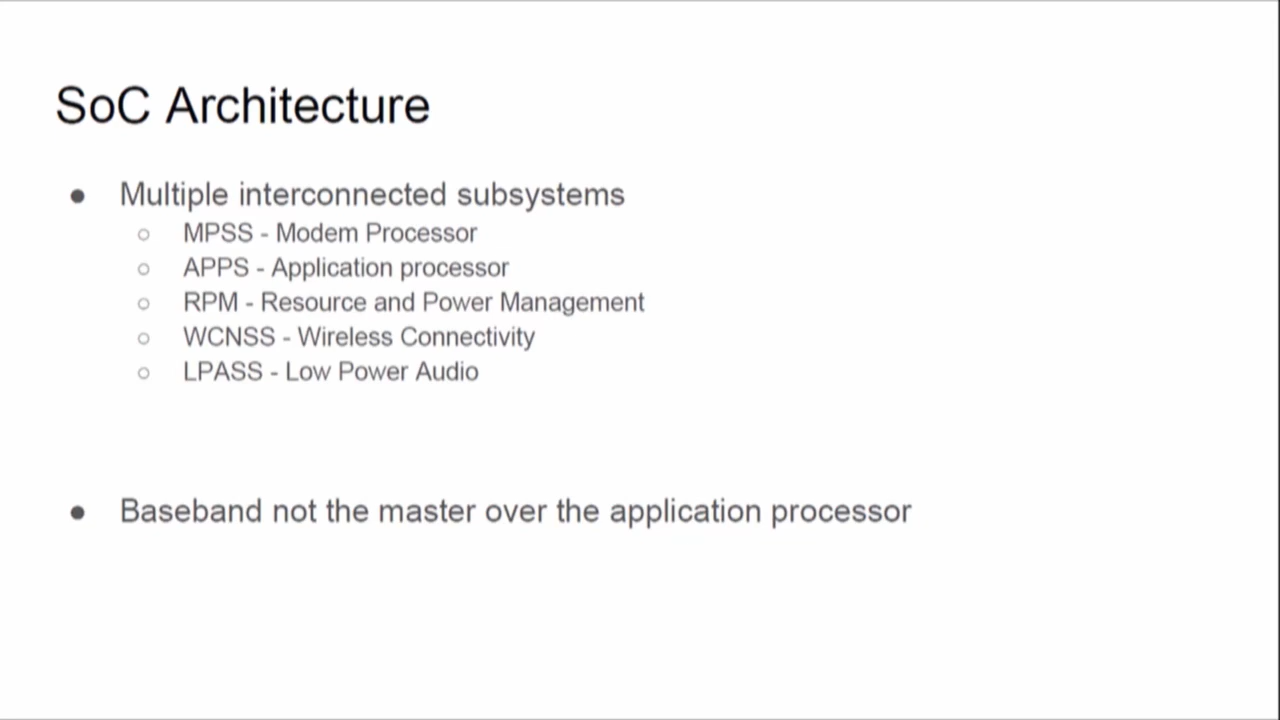 SoC Architecture
● Multiple interconnected subsystems
○ MPSS - Modem Processor
○ APPS - Application processor
○ RPM - Resource and Power Management
○ WCNSS - Wireless Connectivity
○ LPASS - Low Power Audio
● Baseband not the master over the application processor